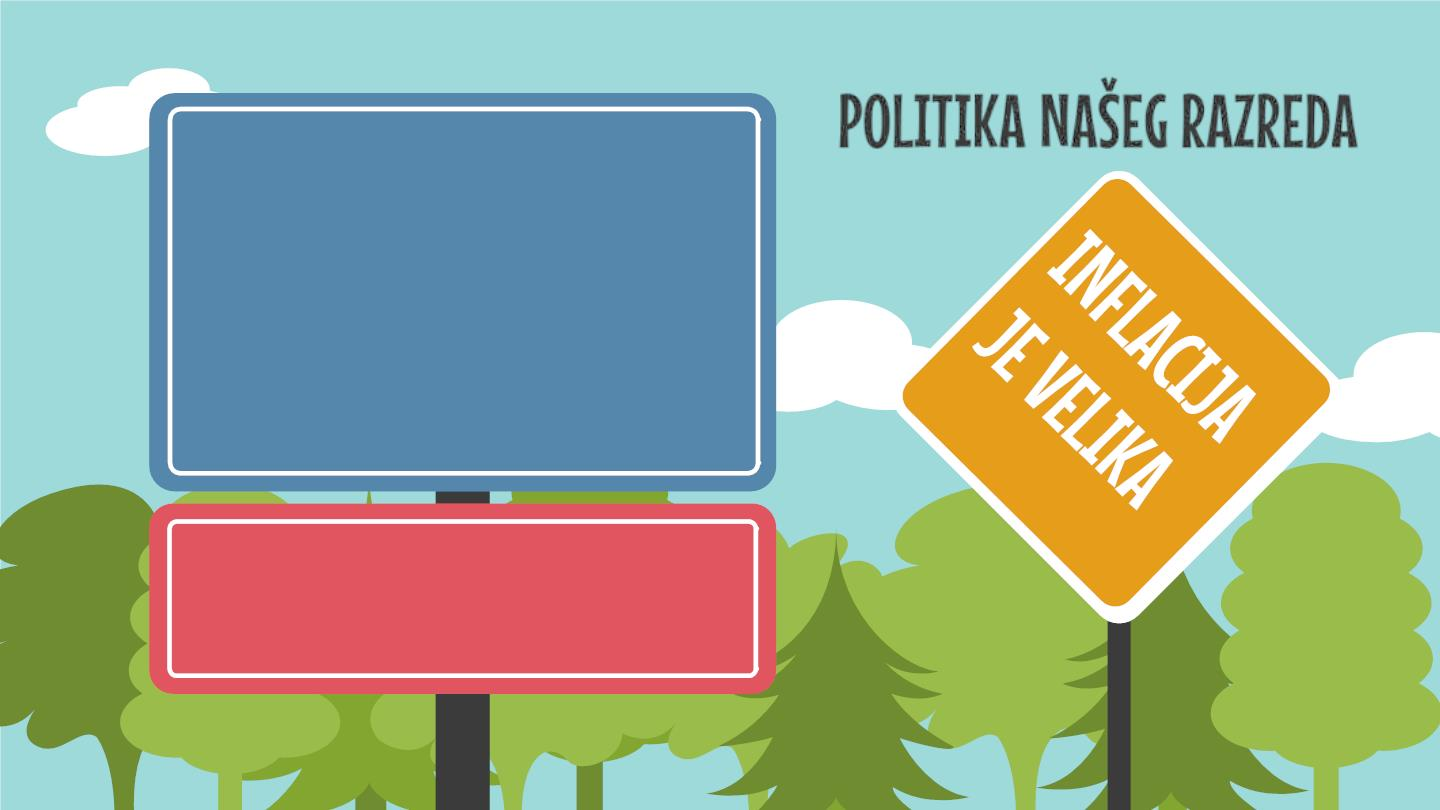 POLITIKA NAŠEG RAZREDA
INFLACIJA
JE VELIKA